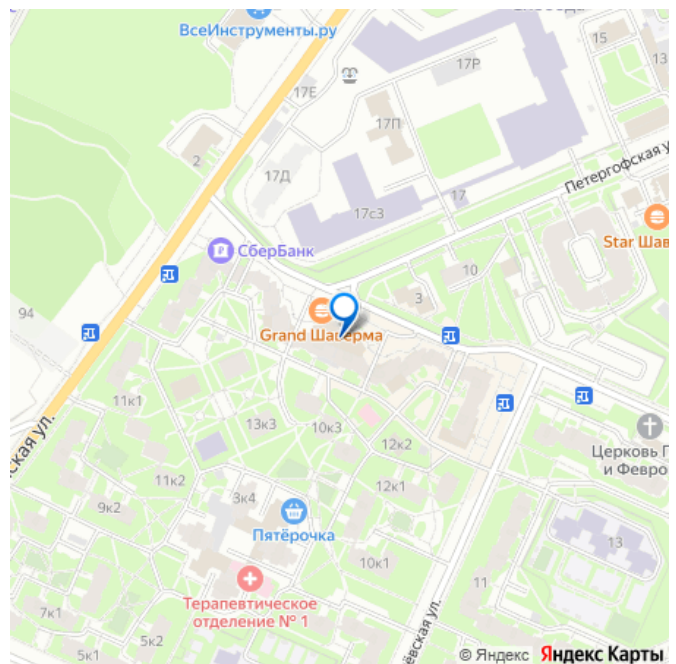 ВсеИнструменты.ру
15
13
17Р
17Е
17П
2
17Д
Петергофская у
17с3
17
СберБанк
Star Шав
10
3
94
Grand Шаверма
11к1
13к3
10к3
12к2
Церковь П
и Февро
11к2
12к1
3к4
9к2
Пятёрочка
13
10к1
11
Терапевтическое
отделение № 1
7к1
5к2
5к1
© Яндекс Яндекс Карты